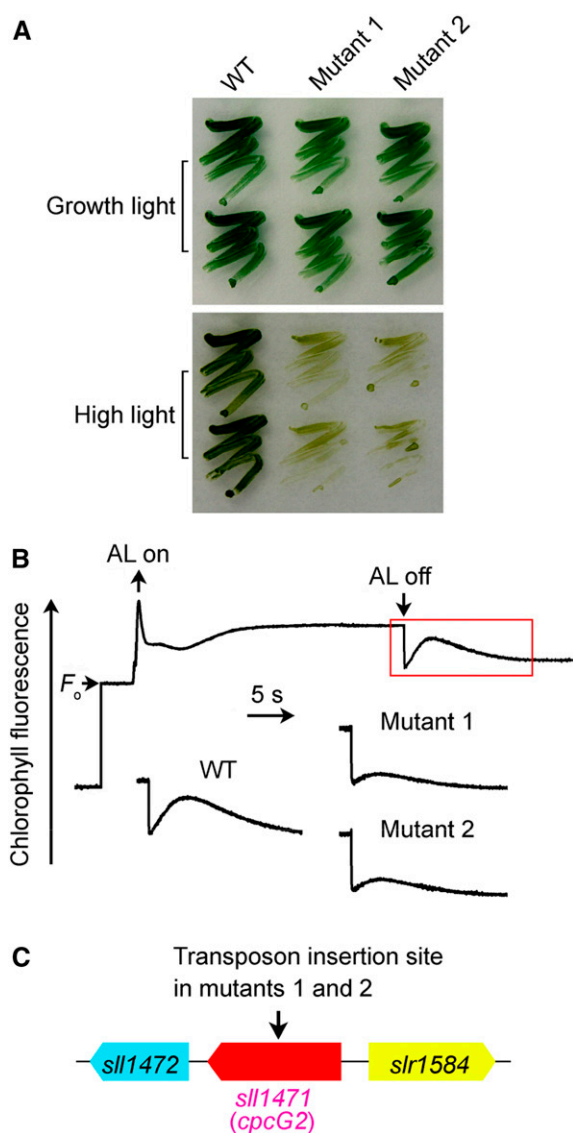 A
WT
Mutant 1
Mutant 2
Growth light
High light
B
AL on
AL off
Chlorophyll fluorescence
Fo
5 s
WT
Mutant 1
Mutant 2
C
Transposon insertion site
in mutants 1 and 2
sll1472
slr1584
sll1471
(cpcG2)